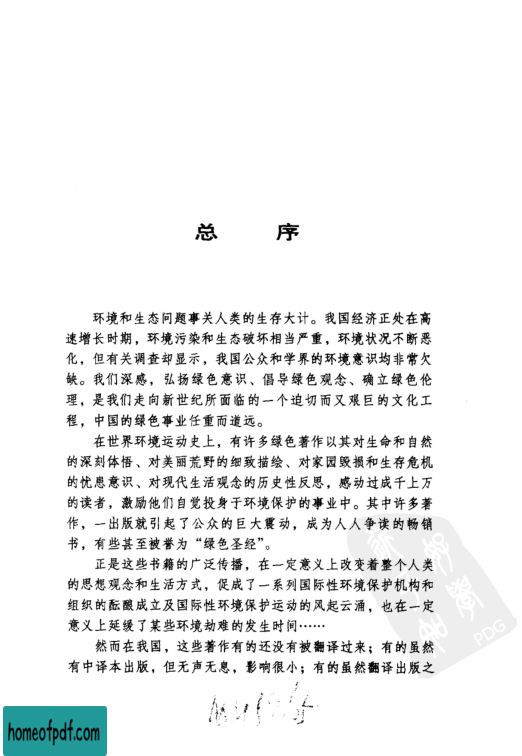 总 序
环境和生态问题事关人类的生存大计。我国经济正处在高
速增长时期，环境污染和生态破坏相当严重，环境状况不断恶
化，但有关调查却显示，我国公众和学界的环境意识均非常欠
缺。我们深感，弘扬绿色意识、倡导绿色观念、确立绿色伦
理，是我们走向新世纪所面临的一个迫切而又艰巨的文化工
程，中国的绿色事业任重而道远。
在世界环境运动史上，有许多绿色著作以其对生命和自然
的深刻体悟、对美丽荒野的细致描绘、对家园毁损和生存危机
的忧患意识、对现代生活观念的历史性反思，感动过成千上万
的读者，激励他们自觉投身于环境保护的事业中。其中许多著
作，一出版就引起了公众的巨大震动，成为人人争读的畅销
书，有些甚至被誉为“绿色圣经”。
正是这些书籍的广泛传播，在一定意义上改变着整个人类
的思想观念和生活方式，促成了一系列国际性环境保护机构和
组织的酝酿成立及国际性环境保护运动的风起云涌，也在一定
意义上延缓了某些环境劫难的发生时间……
然而在我国，这些著作有的还没有被翻译过来；有的虽然
有中译本出版，但无声无息，影响很小；有的虽然翻译出版之
PDG
homeofpdf.com